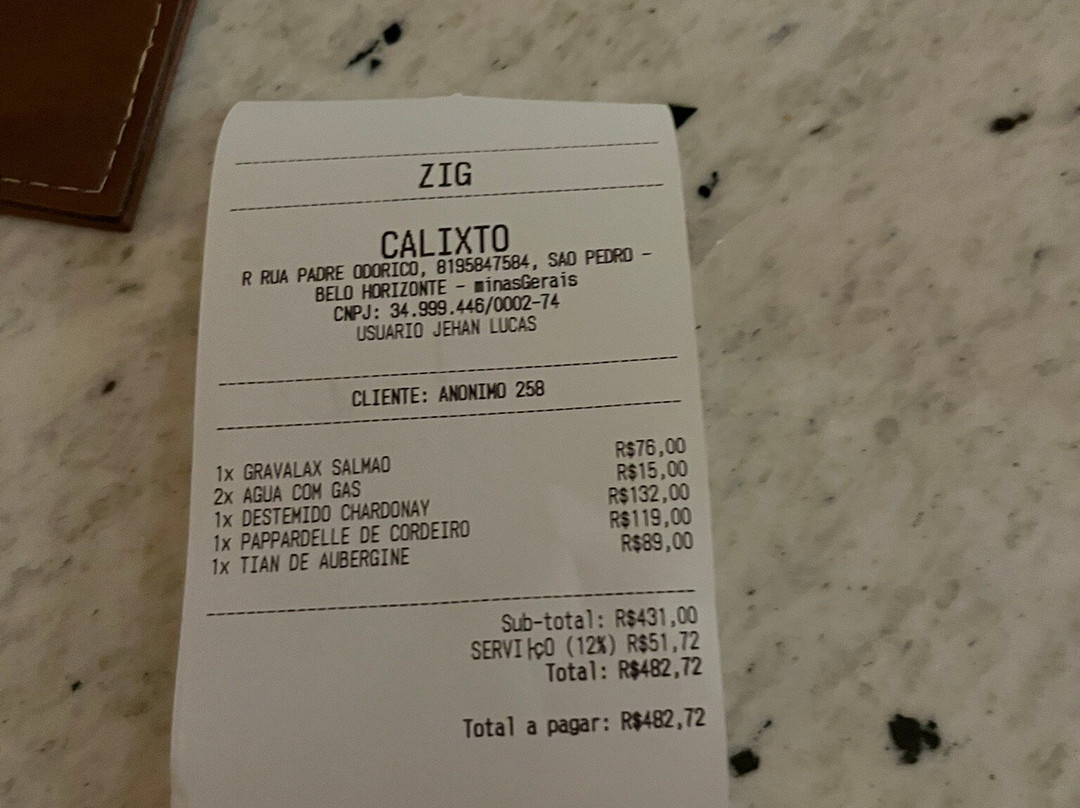 ZIG
CALIXTO
R RUA PADRE ODORICO, 8195847584, SAO PEDRO -
BELO HORIZONTE - minasGerais
CNPJ: 34.999.446/0002-74
USUARIO JEHAN LUCAS
CLIENTE: ANONIMO 258
1x GRAVALAX SALMAO R$76,00
2x AGUA COM GAS R$15,00
1x DESTEMIDO CHARDONAY R$132,00
1x PAPPARDELLE DE CORDEIRO R$119,00
1x TIAN DE AUBERGINE R$89,00
Sub-total: R$431,00
SERVI├çO (12%) R$51,72
Total: R$482,72
Total a pagar: R$482,72